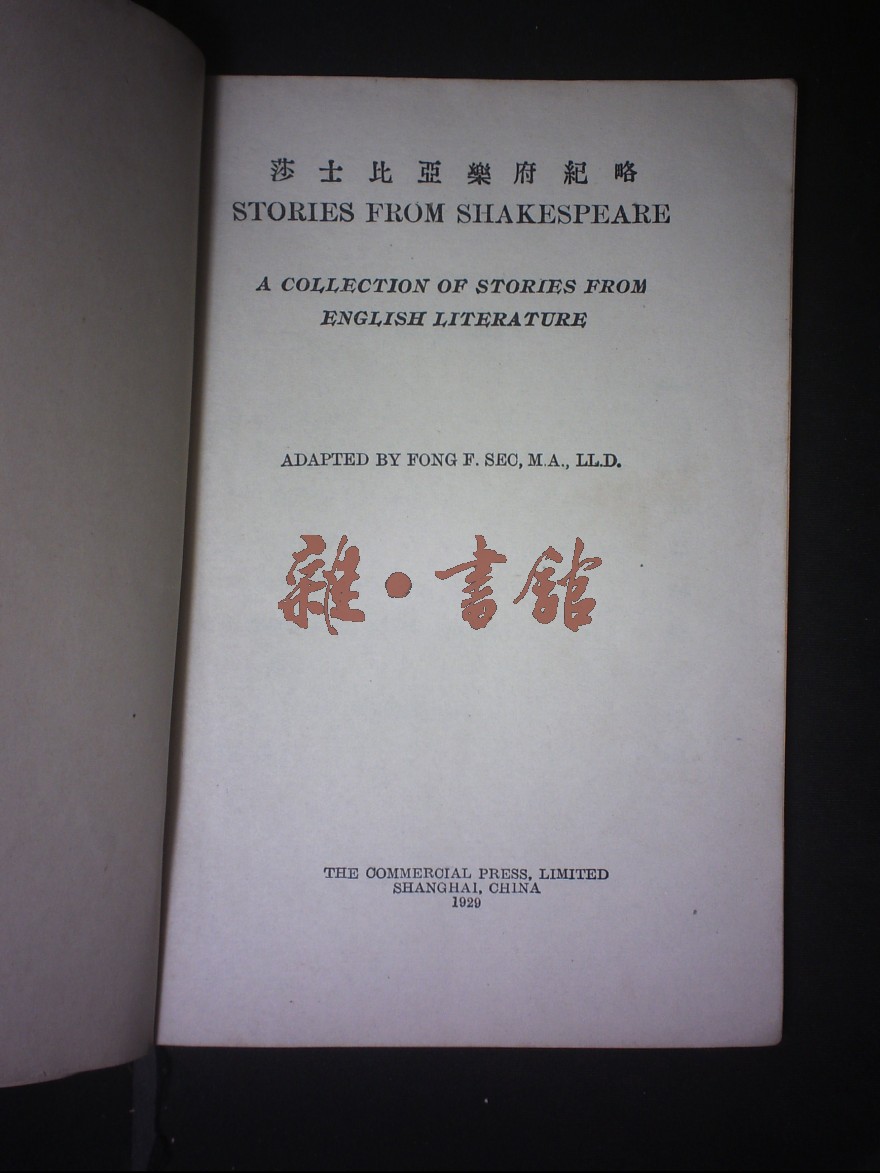 莎士比亞樂府紀略
STORIES FROM SHAKESPEARE
A COLLECTION OF STORIES FROM
ENGLISH LITERATURE
ADAPTED BY FONG F. SEC, M.A., LL.D.
雜·書館
THE COMMERCIAL PRESS, LIMITED
SHANGHAI, CHINA
1929